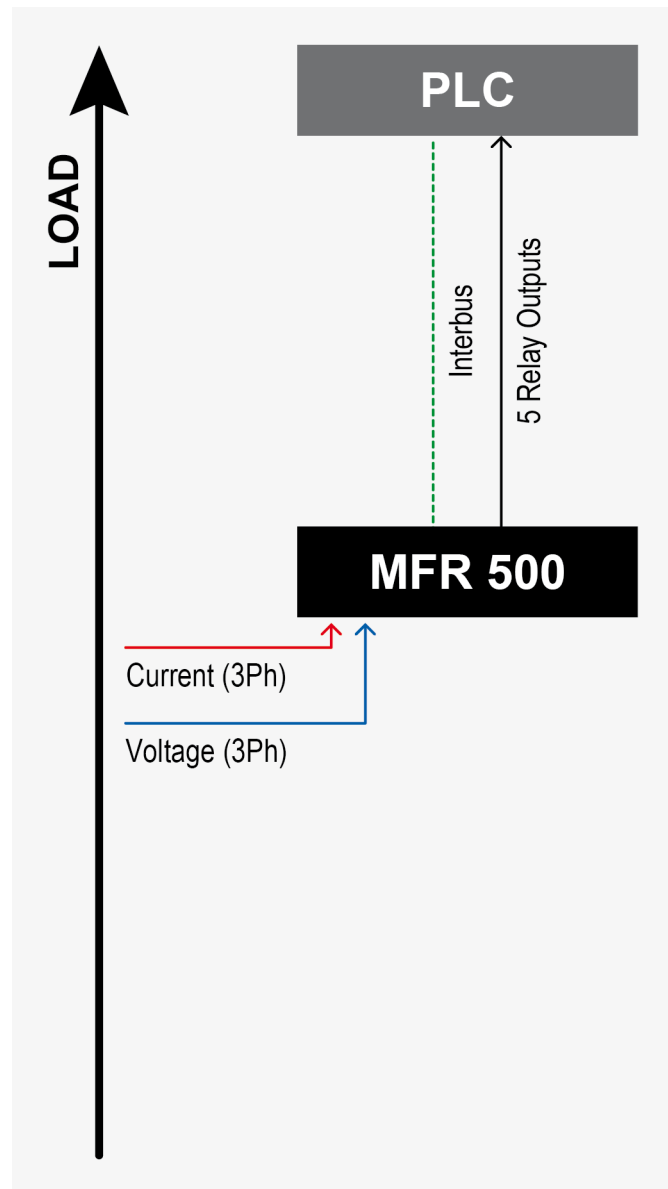 PLC
LOAD
Interbus
5 Relay Outputs
MFR 500
Current (3Ph)
Voltage (3Ph)